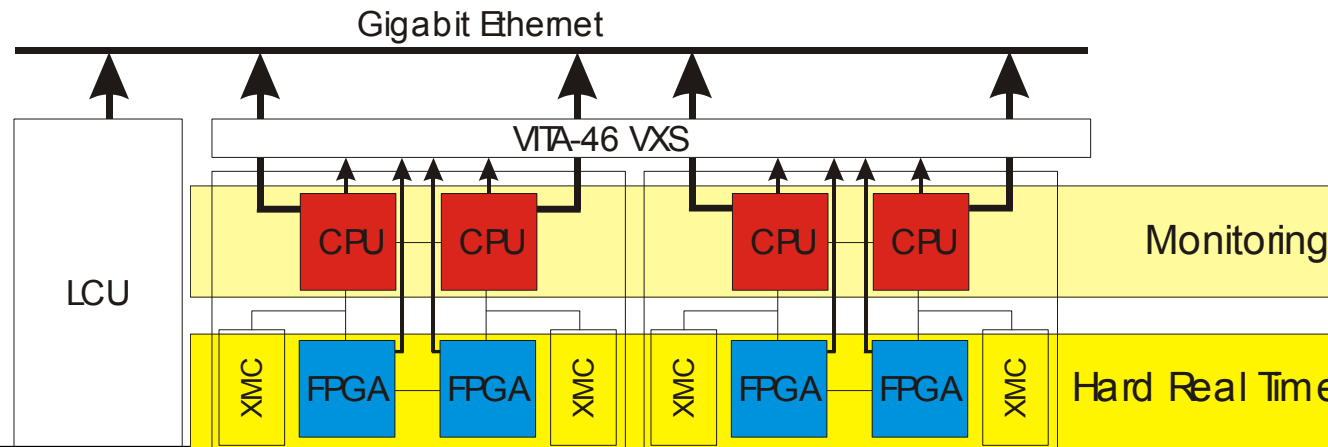 Gigabit Ethernet
VITA-46 VXS
CPU
CPU
CPU
CPU
Monitoring
LCU
XMC
FPGA
FPGA
XMC
XMC
FPGA
FPGA
XMC
Hard Real Time